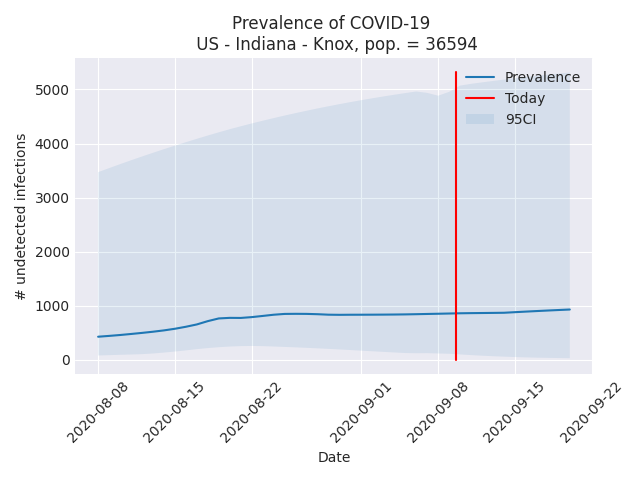 Prevalence of COVID-19
US - Indiana - Knox, pop. = 36594
Prevalence
Today
95CI
# undetected infections
5000
4000
3000
2000
1000
0
2020-08-08
2020-08-15
2020-08-22
2020-09-01
2020-09-08
2020-09-15
2020-09-22
Date